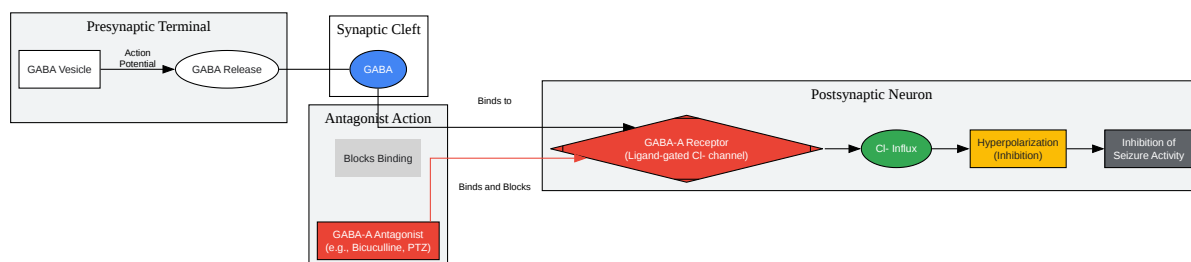 Presynaptic Terminal
GABA Vesicle
Action
Potential
GABA Release
Synaptic Cleft
GABA
Antagonist Action
Blocks Binding
GABA-A Antagonist
(e.g., Bicuculline, PTZ)
Binds to
Binds and Blocks
Postsynaptic Neuron
GABA-A Receptor
(Ligand-gated Cl- channel)
Cl- Influx
Hyperpolarization
(Inhibition)
Inhibition of
Seizure Activity